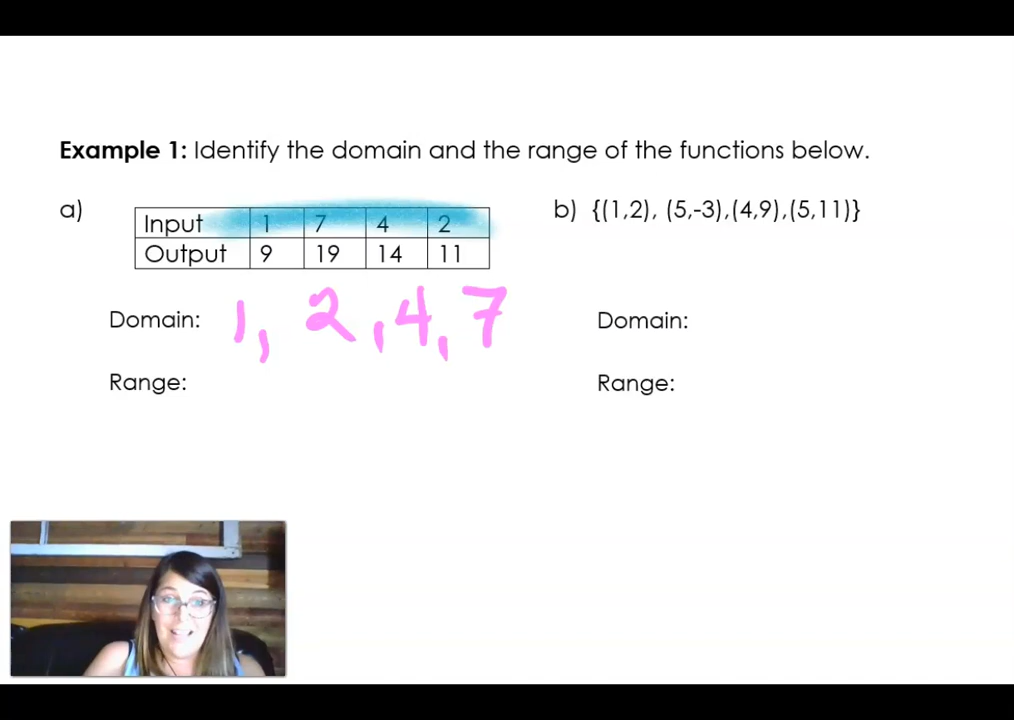 Example 1: Identify the domain and the range of the functions below.
a)
Input 1 7 4 2
Output 9 19 14 11
Domain: 1, 2, 4, 7
Range:
b) {(1,2), (5,-3),(4,9),(5,11)}
Domain:
Range: